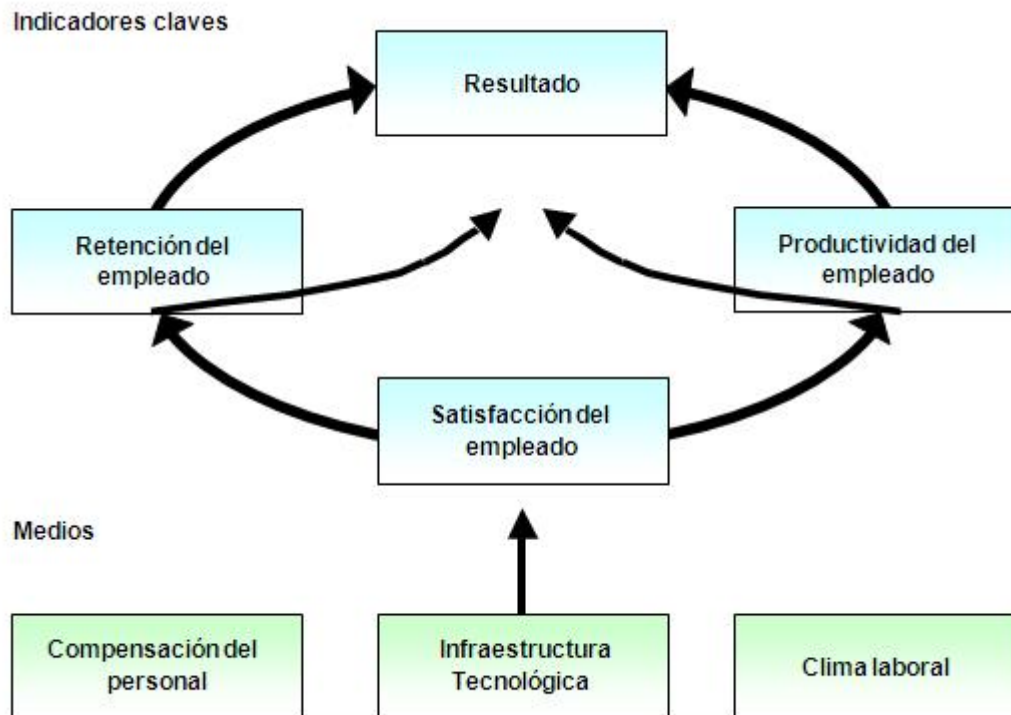 Indicadores claves
Resultado
Retención del
empleado
Productividad del
empleado
Satisfacción del
empleado
Medios
Compensación del
personal
Infraestructura
Tecnológica
Clima laboral